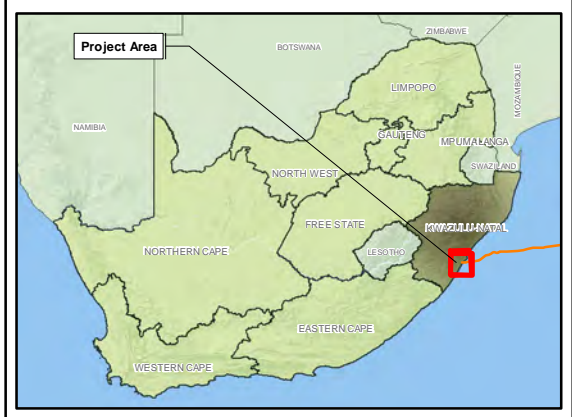 ZIMBABWE
Project Area
BOTSWANA
LIMPOPO
MOZAMBIQUE
NAMIBIA
GAUTENG
MPUMALANGA
SWAZILAND
NORTH WEST
FREE STATE
KWAZULU-NATAL
LESOTHO
NORTHERN CAPE
EASTERN CAPE
WESTERN CAPE